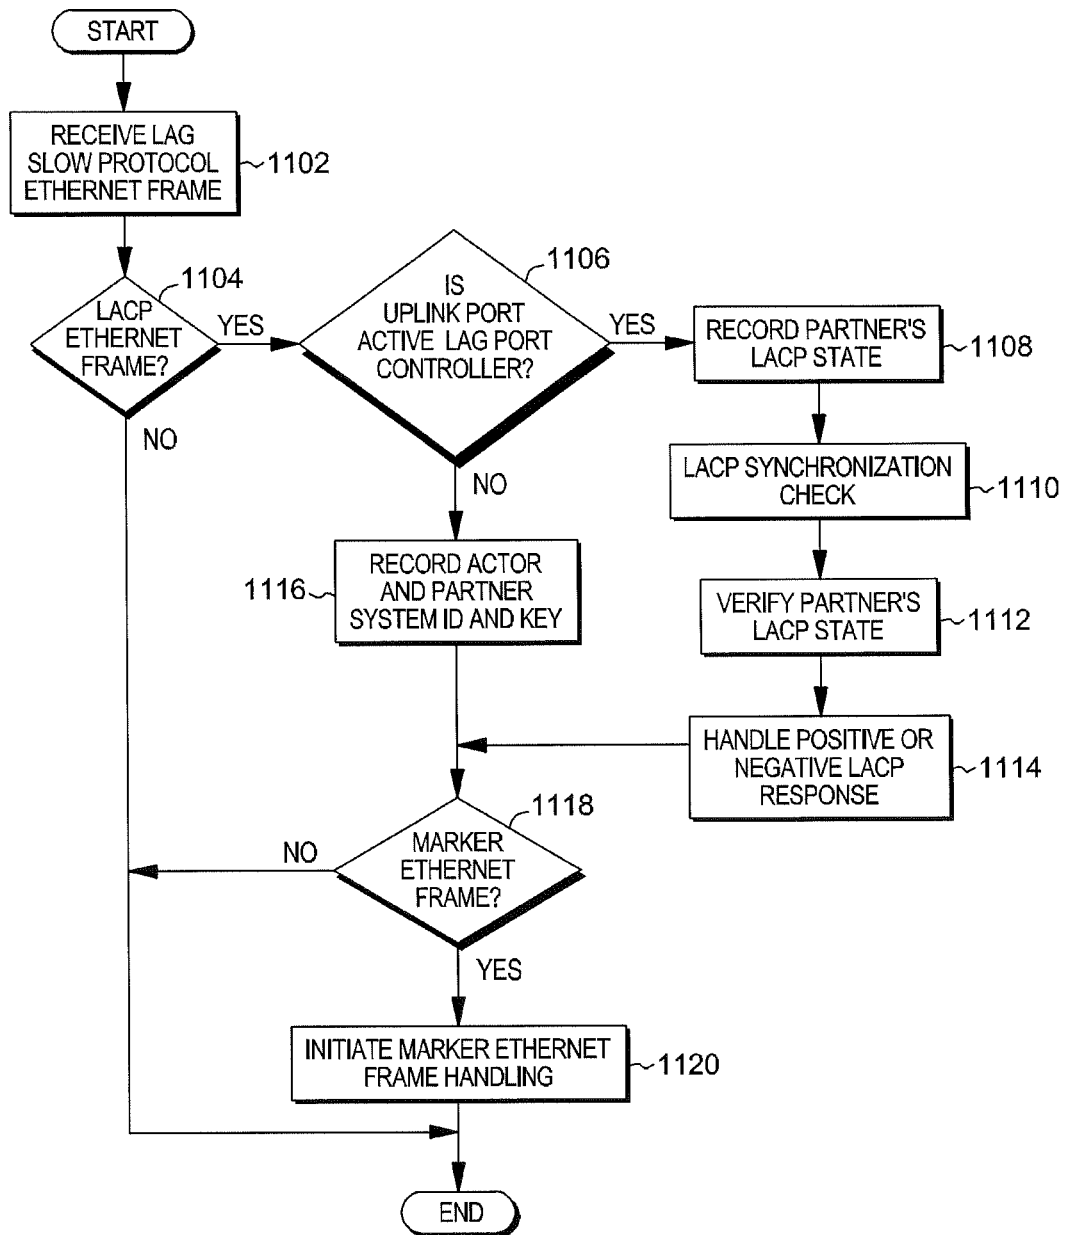 START
RECEIVE LAG
SLOW PROTOCOL
ETHERNET FRAME
1102
1104
LACP
ETHERNET
FRAME?
YES
NO
1106
IS
UPLINK PORT
ACTIVE LAG PORT
CONTROLLER?
YES
NO
RECORD PARTNER'S
LACP STATE
1108
LACP SYNCHRONIZATION
CHECK
1110
1116
RECORD ACTOR
AND PARTNER
SYSTEM ID AND KEY
VERIFY PARTNER'S
LACP STATE
1112
HANDLE POSITIVE OR
NEGATIVE LACP
RESPONSE
1114
1118
MARKER
ETHERNET
FRAME?
NO
YES
INITIATE MARKER ETHERNET
FRAME HANDLING
1120
END